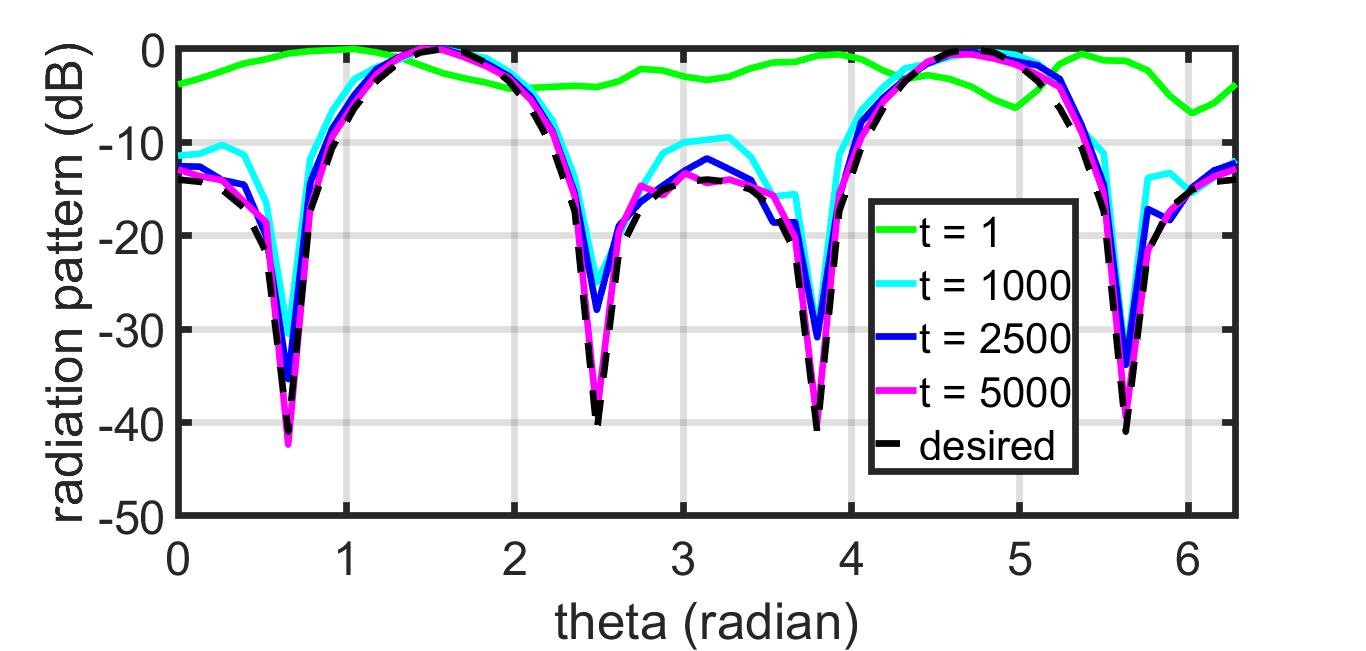 radiation pattern (dB)
0
-10
-20
-30
-40
-50
t = 1
t = 1000
t = 2500
t = 5000
desired
0 1 2 3 4 5 6
theta (radian)